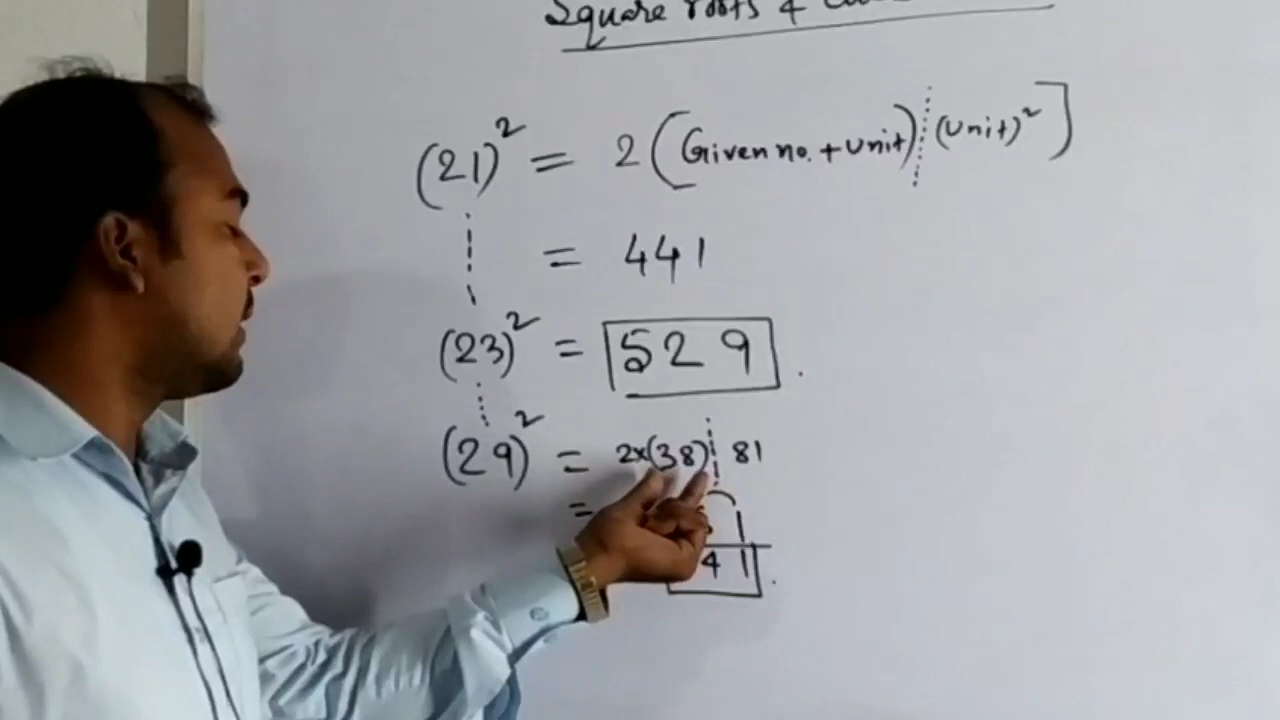 Square roots &
(21)² = 2 ((Given no. + Unit) ⋮ (Unit)² ]
= 441
(23)² = 529 .
(29)² = 2x(38) ⋮ 81
= 1
41 .